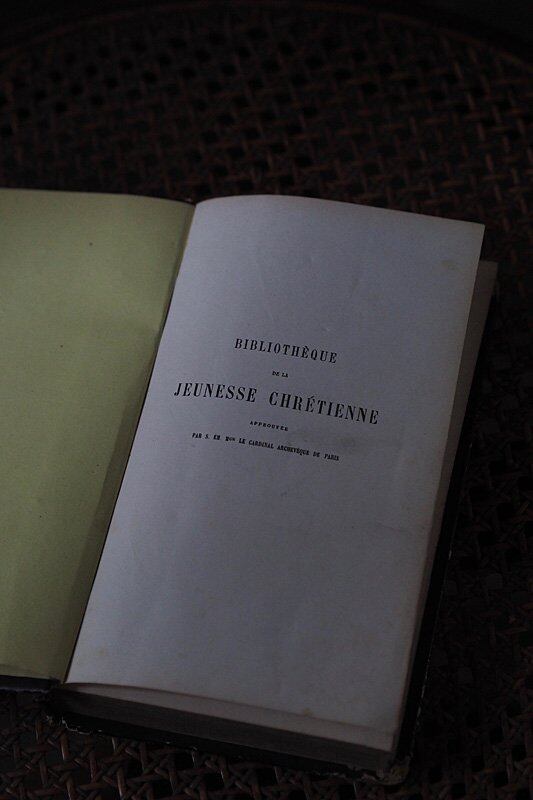 BIBLIOTHÈQUE
DE LA
JEUNESSE CHRÉTIENNE
APPROUVÉE
PAR S. EM. Mgr LE CARDINAL ARCHEVÊQUE DE PARIS